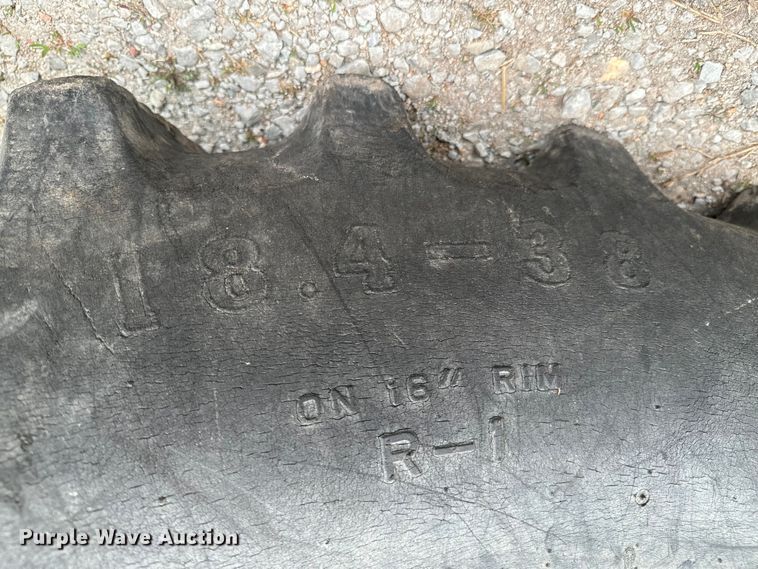 18.4-38
ON 16" RIM
R-1
Purple Wave Auction